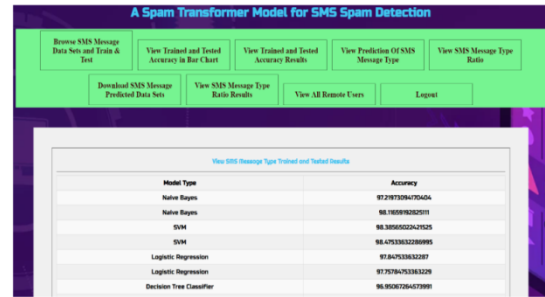 A Spam Transformer Model for SMS Spam Detection
Browse SMS Message
Data Sets and Train &
Test
View Trained and Tested
Accuracy in Bar Chart
View Trained and Tested
Accuracy Results
View Prediction Of SMS
Message Type
View SMS Message Type
Ratio
Download SMS Message
Predicted Data Sets
View SMS Message Type
Ratio Results
View All Remote Users
Logout
View SMS Message Type Trained and Tested Results
Model Type Accuracy
Naive Bayes 97.21973094170404
Naive Bayes 98.11659192825111
SVM 98.38565022421525
SVM 98.47533632286995
Logistic Regression 97.847533632287
Logistic Regression 97.75784753363229
Decision Tree Classifier 96.95067264573991